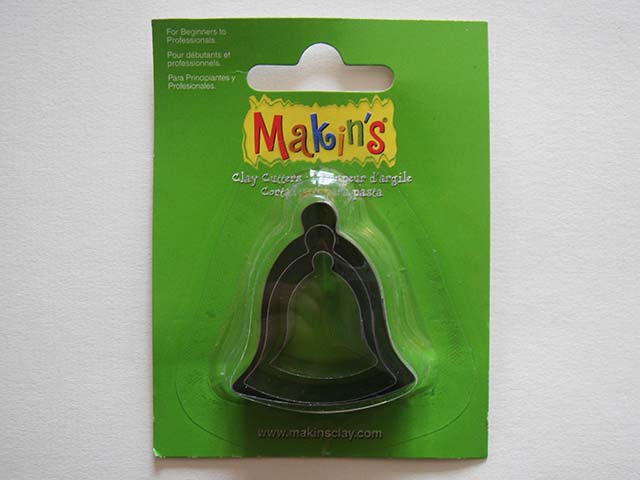 For Beginners to
Professionals.
Pour débutants et
professionnels.
Para Principiantes y
Profesionales.
Makin's
Clay Cutters d'argile
pasta
www.makinsclay.com